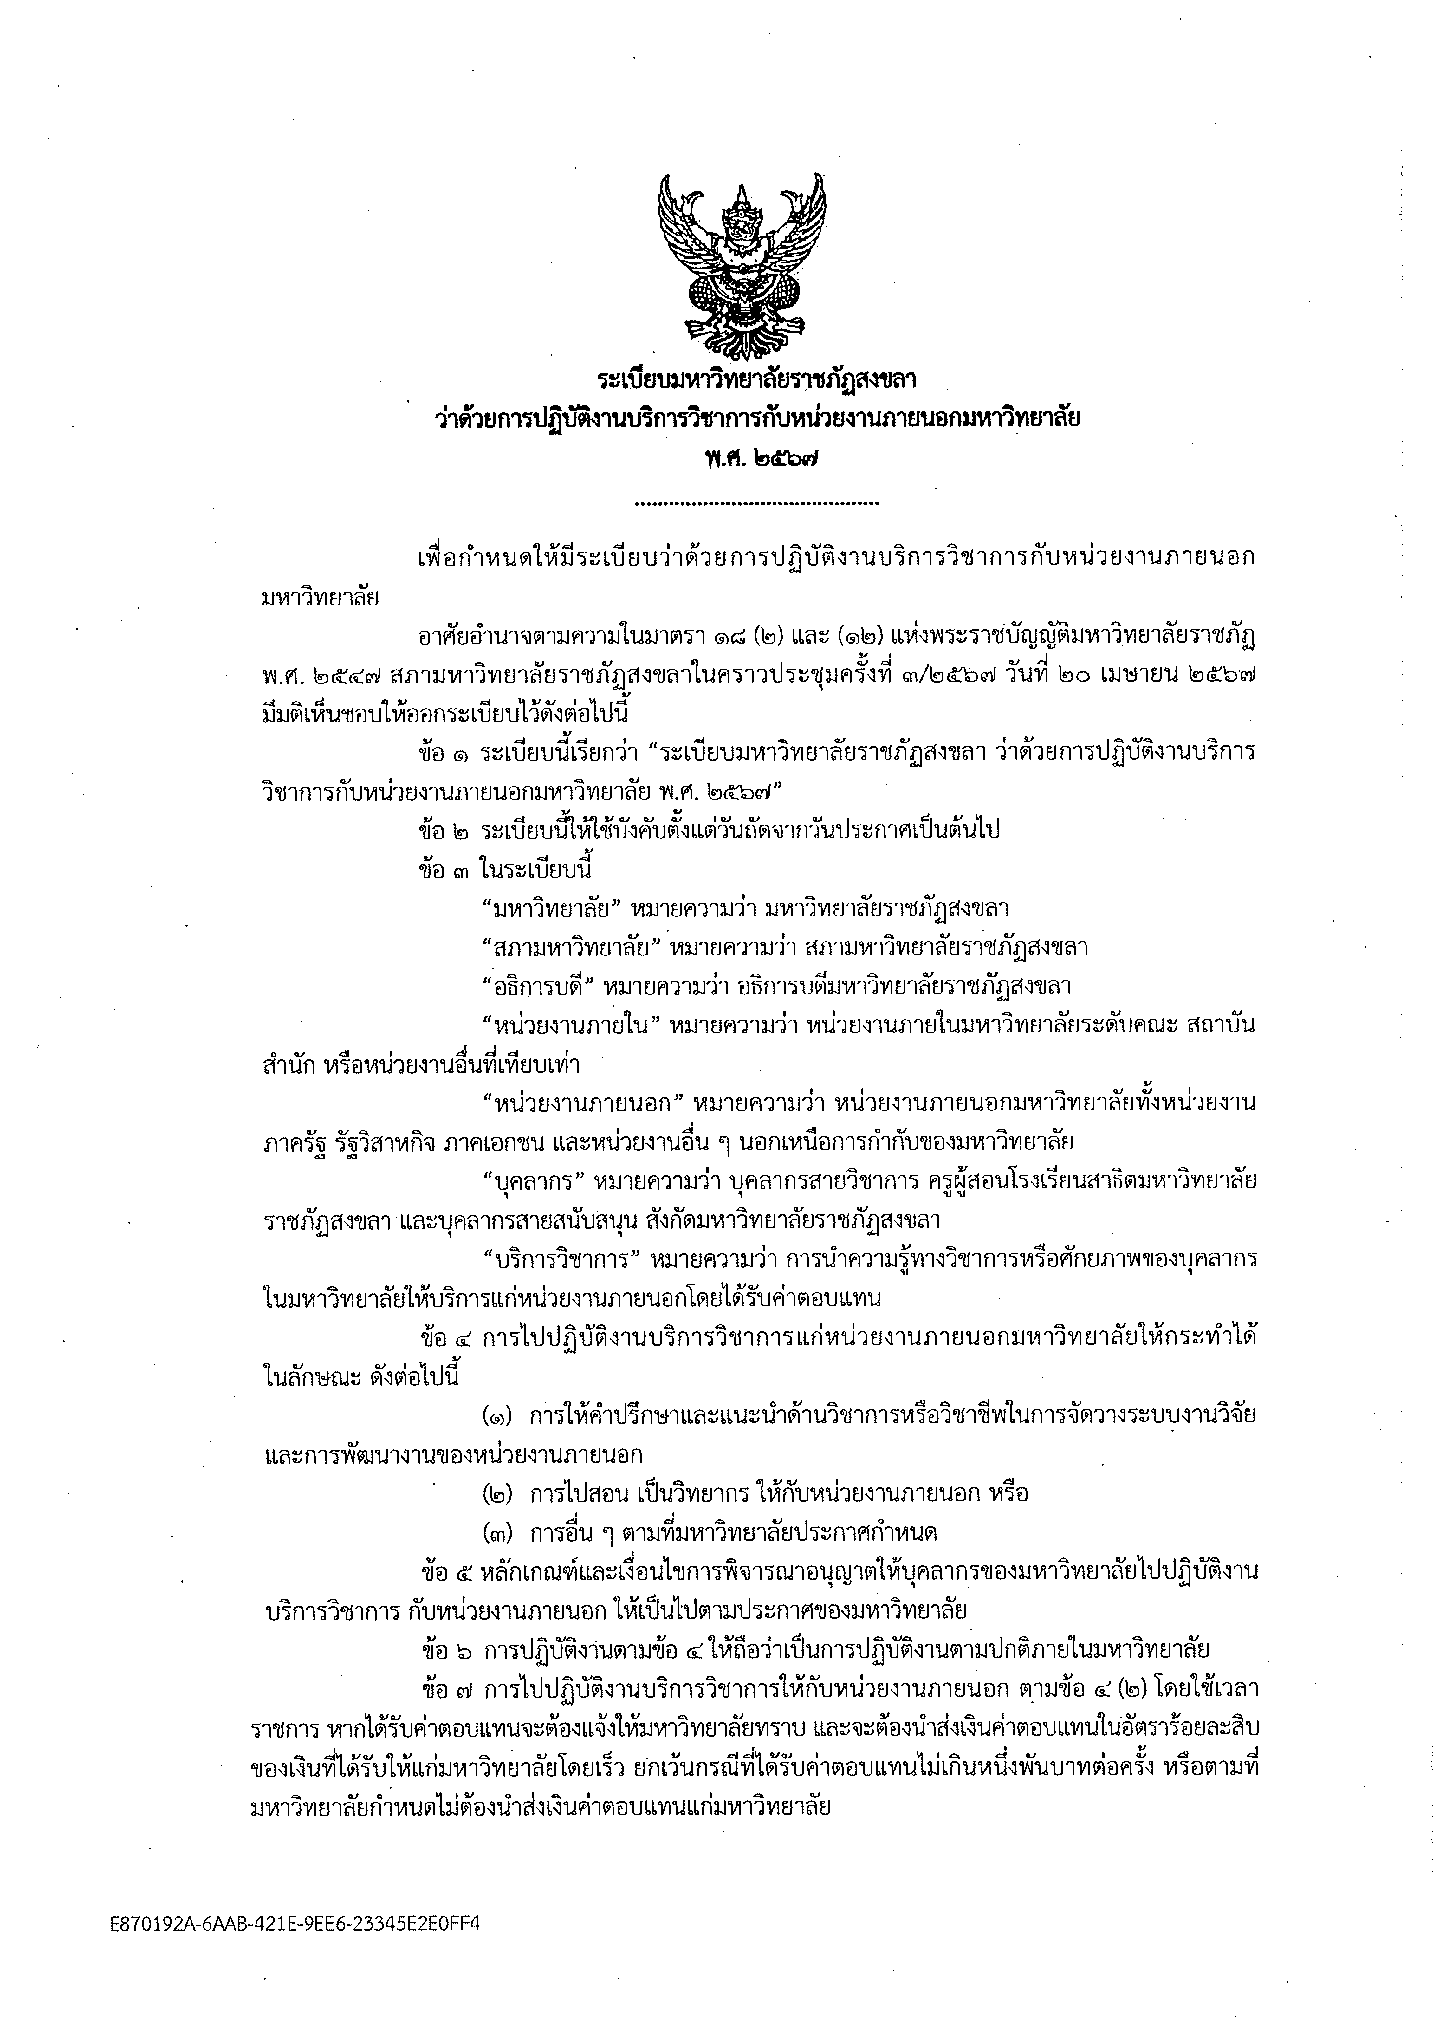 ระเบียบมหาวิทยาลัยราชภัฏสงขลา
ว่าด้วยการปฏิบัติงานบริการวิชาการกับหน่วยงานภายนอกมหาวิทยาลัย
พ.ศ. ๒๕๖๗
เพื่อกำหนดให้มีระเบียบว่าด้วยการปฏิบัติงานบริการวิชาการกับหน่วยงานภายนอก
มหาวิทยาลัย
อาศัยอำนาจตามความในมาตรา ๑๘ (๒) และ (๑๒) แห่งพระราชบัญญัติมหาวิทยาลัยราชภัฏ
พ.ศ. ๒๕๔๗ สภามหาวิทยาลัยราชภัฏสงขลาในคราวประชุมครั้งที่ ๓/๒๕๖๗ วันที่ ๒๐ เมษายน ๒๕๖๗
มีมติเห็นชอบให้ออกระเบียบไว้ดังต่อไปนี้
ข้อ ๑ ระเบียบนี้เรียกว่า “ระเบียบมหาวิทยาลัยราชภัฏสงขลา ว่าด้วยการปฏิบัติงานบริการ
วิชาการกับหน่วยงานภายนอกมหาวิทยาลัย พ.ศ. ๒๕๖๗”
ข้อ ๒ ระเบียบนี้ให้ใช้บังคับตั้งแต่วันถัดจากวันประกาศเป็นต้นไป
ข้อ ๓ ในระเบียบนี้
“มหาวิทยาลัย” หมายความว่า มหาวิทยาลัยราชภัฏสงขลา
“สภามหาวิทยาลัย” หมายความว่า สภามหาวิทยาลัยราชภัฏสงขลา
“อธิการบดี” หมายความว่า อธิการบดีมหาวิทยาลัยราชภัฏสงขลา
“หน่วยงานภายใน” หมายความว่า หน่วยงานภายในมหาวิทยาลัยระดับคณะ สถาบัน
สำนัก หรือหน่วยงานอื่นที่เทียบเท่า
“หน่วยงานภายนอก” หมายความว่า หน่วยงานภายนอกมหาวิทยาลัยทั้งหน่วยงาน
ภาครัฐ รัฐวิสาหกิจ ภาคเอกชน และหน่วยงานอื่น ๆ นอกเหนือการกำกับของมหาวิทยาลัย
“บุคลากร” หมายความว่า บุคลากรสายวิชาการ ครูผู้สอนโรงเรียนสาธิตมหาวิทยาลัย
ราชภัฏสงขลา และบุคลากรสายสนับสนุน สังกัดมหาวิทยาลัยราชภัฏสงขลา
“บริการวิชาการ” หมายความว่า การนำความรู้ทางวิชาการหรือศักยภาพของบุคลากร
ในมหาวิทยาลัยให้บริการแก่หน่วยงานภายนอกโดยได้รับค่าตอบแทน
ข้อ ๔ การไปปฏิบัติงานบริการวิชาการแก่หน่วยงานภายนอกมหาวิทยาลัยให้กระทำได้
ในลักษณะ ดังต่อไปนี้
(๑) การให้คำปรึกษาและแนะนำด้านวิชาการหรือวิชาชีพในการจัดวางระบบงานวิจัย
และการพัฒนางานของหน่วยงานภายนอก
(๒) การไปสอน เป็นวิทยากร ให้กับหน่วยงานภายนอก หรือ
(๓) การอื่น ๆ ตามที่มหาวิทยาลัยประกาศกำหนด
ข้อ ๕ หลักเกณฑ์และเงื่อนไขการพิจารณาอนุญาตให้บุคลากรของมหาวิทยาลัยไปปฏิบัติงาน
บริการวิชาการ กับหน่วยงานภายนอก ให้เป็นไปตามประกาศของมหาวิทยาลัย
ข้อ ๖ การปฏิบัติงานตามข้อ ๔ ให้ถือว่าเป็นการปฏิบัติงานตามปกติภายในมหาวิทยาลัย
ข้อ ๗ การไปปฏิบัติงานบริการวิชาการให้กับหน่วยงานภายนอก ตามข้อ ๔ (๒) โดยใช้เวลา
ราชการ หากได้รับค่าตอบแทนจะต้องแจ้งให้มหาวิทยาลัยทราบ และจะต้องนำส่งเงินค่าตอบแทนในอัตราร้อยละสิบ
ของเงินที่ได้รับให้แก่มหาวิทยาลัยโดยเร็ว ยกเว้นกรณีที่ได้รับค่าตอบแทนไม่เกินหนึ่งพันบาทต่อครั้ง หรือตามที่
มหาวิทยาลัยกำหนดไม่ต้องนำส่งเงินค่าตอบแทนแก่มหาวิทยาลัย
E870192A-6AAB-421E-9EE6-23345E2E0FF4